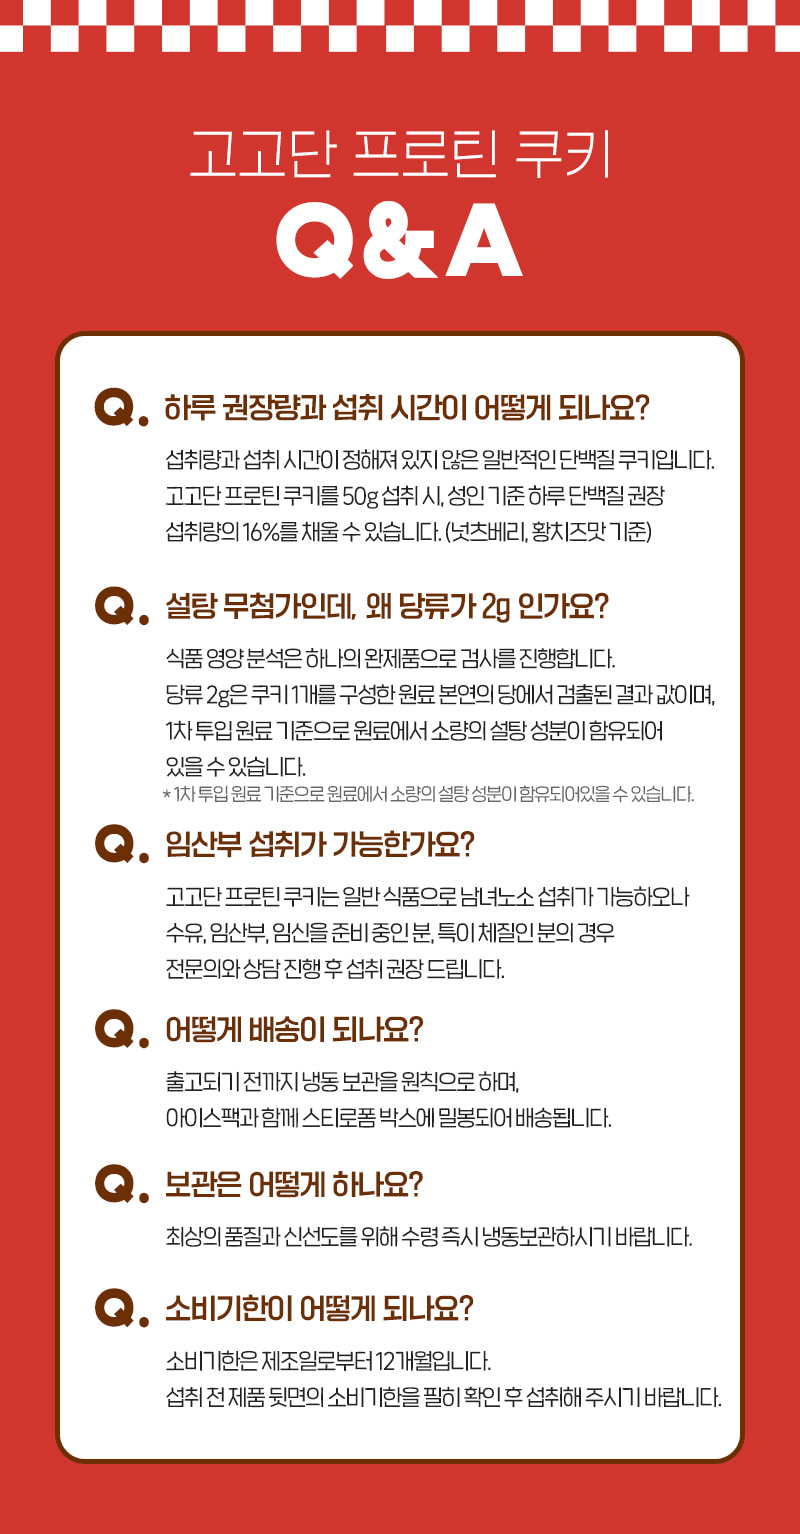 고고단 프로틴 쿠키
Q&A
Q. 하루 권장량과 섭취 시간이 어떻게 되나요?
섭취량과 섭취 시간이 정해져 있지 않은 일반적인 단백질 쿠키입니다.
고고단 프로틴 쿠키를 50g 섭취 시, 성인 기준 하루 단백질 권장
섭취량의 16%를 채울 수 있습니다. (넛츠베리, 황치즈맛 기준)
Q. 설탕 무첨가인데, 왜 당류가 2g 인가요?
식품 영양 분석은 하나의 완제품으로 검사를 진행합니다.
당류 2g은 쿠키 1개를 구성한 원료 본연의 당에서 검출된 결과 값이며,
1차 투입 원료 기준으로 원료에서 소량의 설탕 성분이 함유되어
있을 수 있습니다.
* 1차 투입 원료 기준으로 원료에서 소량의 설탕 성분이 함유되어있을 수 있습니다.
Q. 임산부 섭취가 가능한가요?
고고단 프로틴 쿠키는 일반 식품으로 남녀노소 섭취가 가능하오나
수유, 임산부, 임신을 준비 중인 분, 특이 체질인 분의 경우
전문의와 상담 진행 후 섭취 권장 드립니다.
Q. 어떻게 배송이 되나요?
출고되기 전까지 냉동 보관을 원칙으로 하며,
아이스팩과 함께 스티로폼 박스에 밀봉되어 배송됩니다.
Q. 보관은 어떻게 하나요?
최상의 품질과 신선도를 위해 수령 즉시 냉동보관하시기 바랍니다.
Q. 소비기한이 어떻게 되나요?
소비기한은 제조일로부터 12개월입니다.
섭취 전 제품 뒷면의 소비기한을 필히 확인 후 섭취해 주시기 바랍니다.